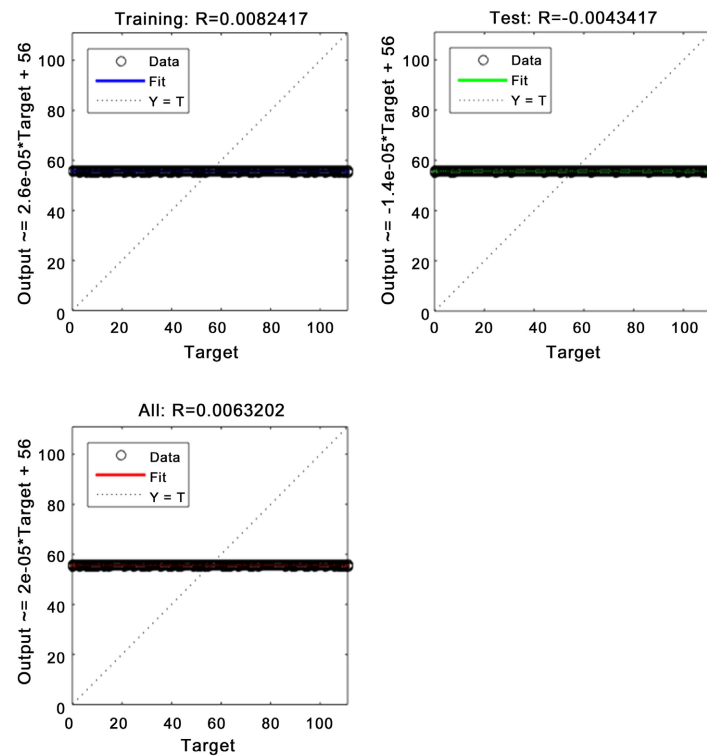 Training: R=0.0082417
Output ~= 2.6e-05*Target + 56
100
80
60
40
20
0
Data
Fit
Y = T
0 20 40 60 80 100
Target
Test: R=-0.0043417
Output ~= -1.4e-05*Target + 56
100
80
60
40
20
0
Data
Fit
Y = T
0 20 40 60 80 100
Target
All: R=0.0063202
Output ~= 2e-05*Target + 56
100
80
60
40
20
0
Data
Fit
Y = T
0 20 40 60 80 100
Target